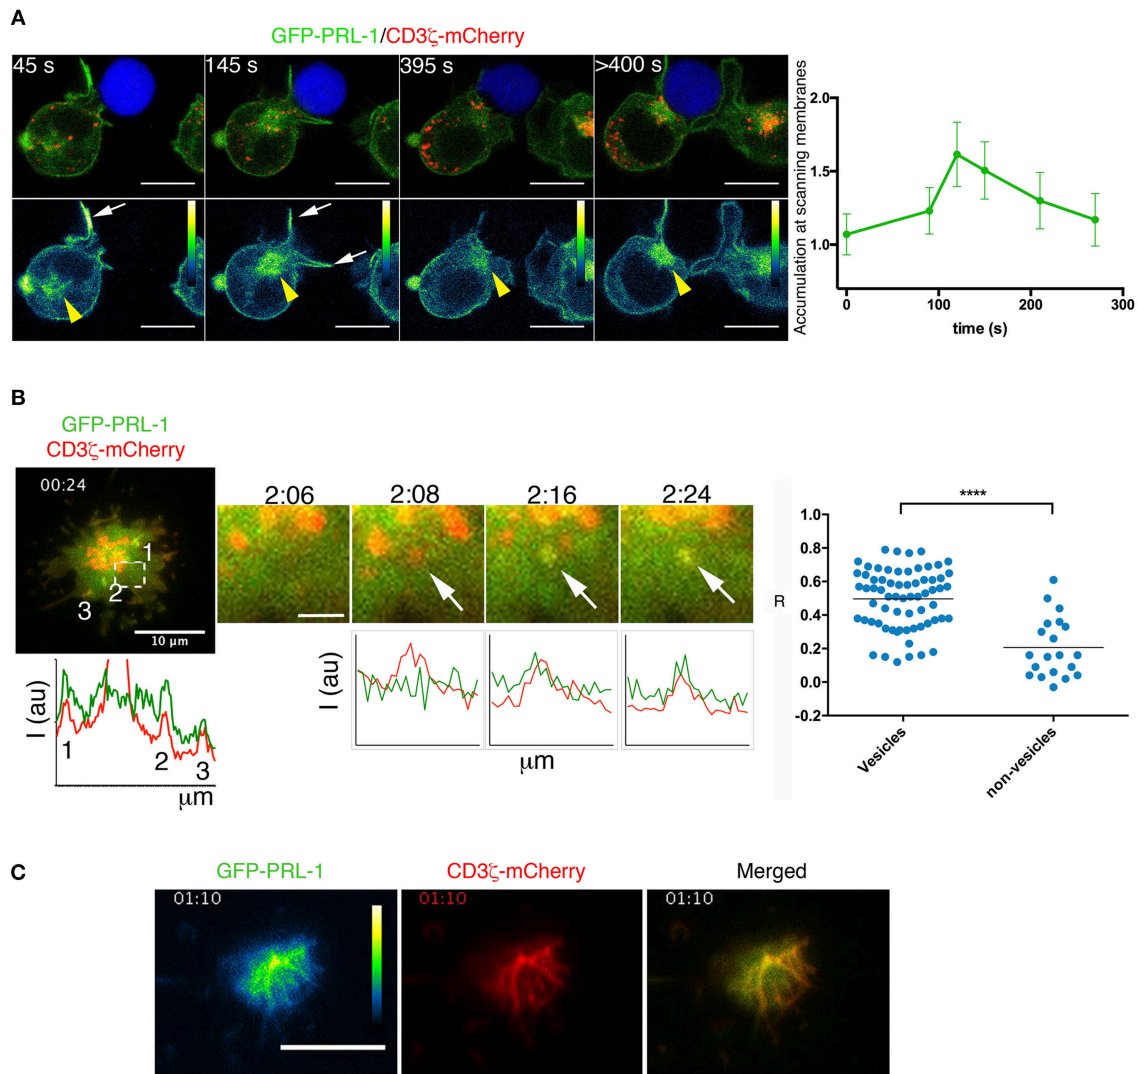 A
GFP-PRL-1/CD3ζ-mCherry
45 s
145 s
395 s
>400 s
Accumulation at scanning membranes
2.0
1.5
1.0
0
100
200
300
time (s)
B
GFP-PRL-1
CD3ζ-mCherry
00:24
1
2
3
10 µm
2:06
2:08
2:16
2:24
I (au)
1
2
3
µm
I (au)
µm
R
****
1.0
0.8
0.6
0.4
0.2
0.0
-0.2
Vesicles
non-vesicles
C
GFP-PRL-1
CD3ζ-mCherry
Merged
01:10
01:10
01:10